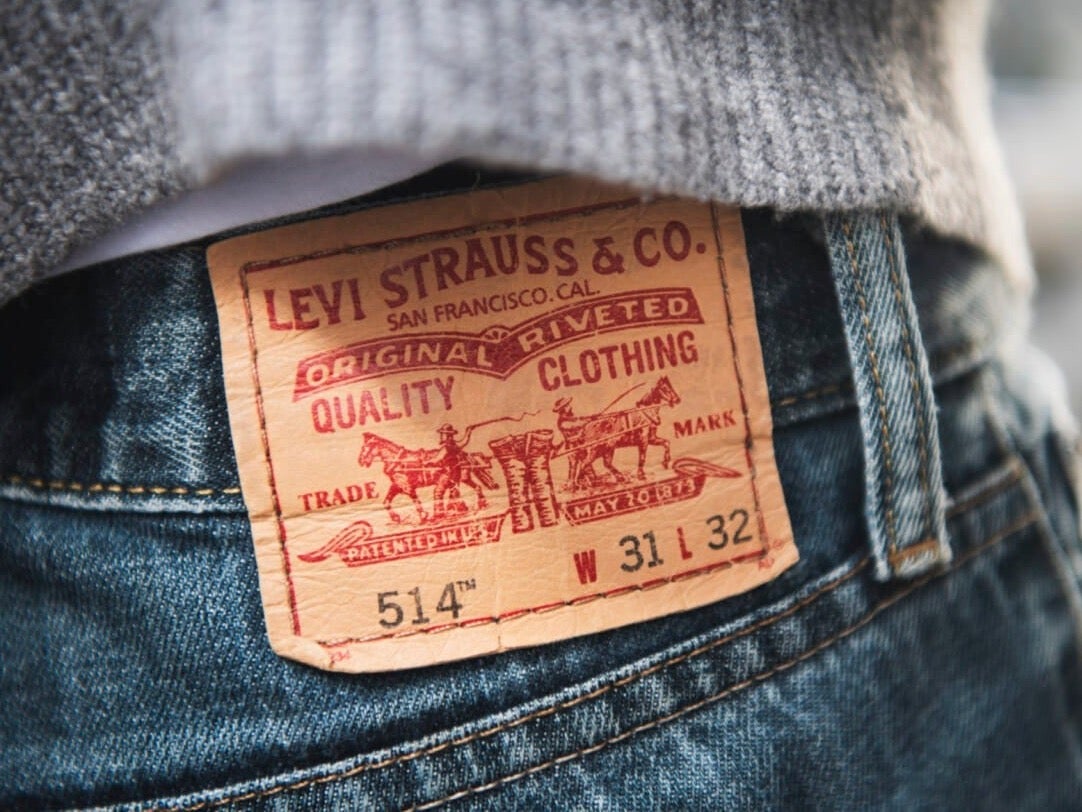 LEVI STRAUSS & CO.
SAN FRANCISCO. CAL.
ORIGINAL RIVETED
QUALITY CLOTHING
TRADE MARK
PATENTED IN U.S. MAY 20 1873
514™ W 31 L 32